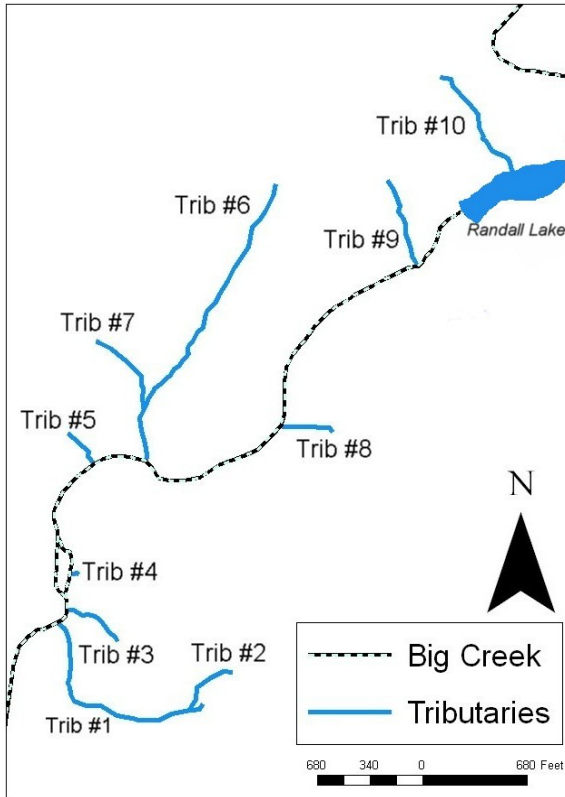 Trib #10
Trib #6
Randall Lake
Trib #9
Trib #7
Trib #5
Trib #8
N
Trib #4
Trib #3
Trib #2
Trib #1
Big Creek
Tributaries
680 340 0 680 Feet